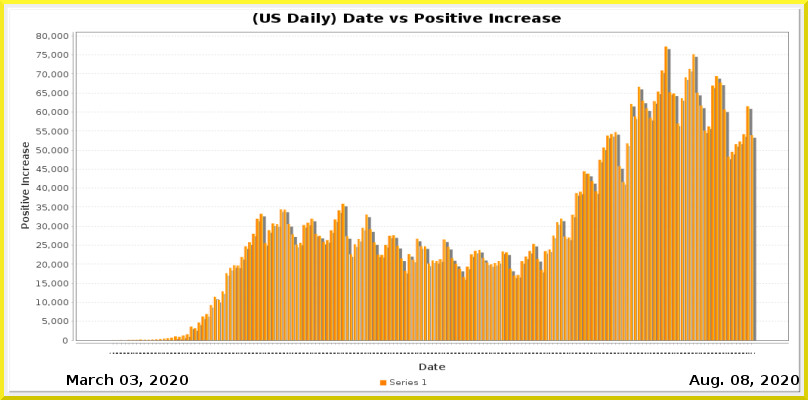 (US Daily) Date vs Positive Increase
80,000
75,000
70,000
65,000
60,000
55,000
50,000
45,000
40,000
35,000
30,000
25,000
20,000
15,000
10,000
5,000
0
Positive Increase
Date
March 03, 2020
Aug. 08, 2020
Series 1